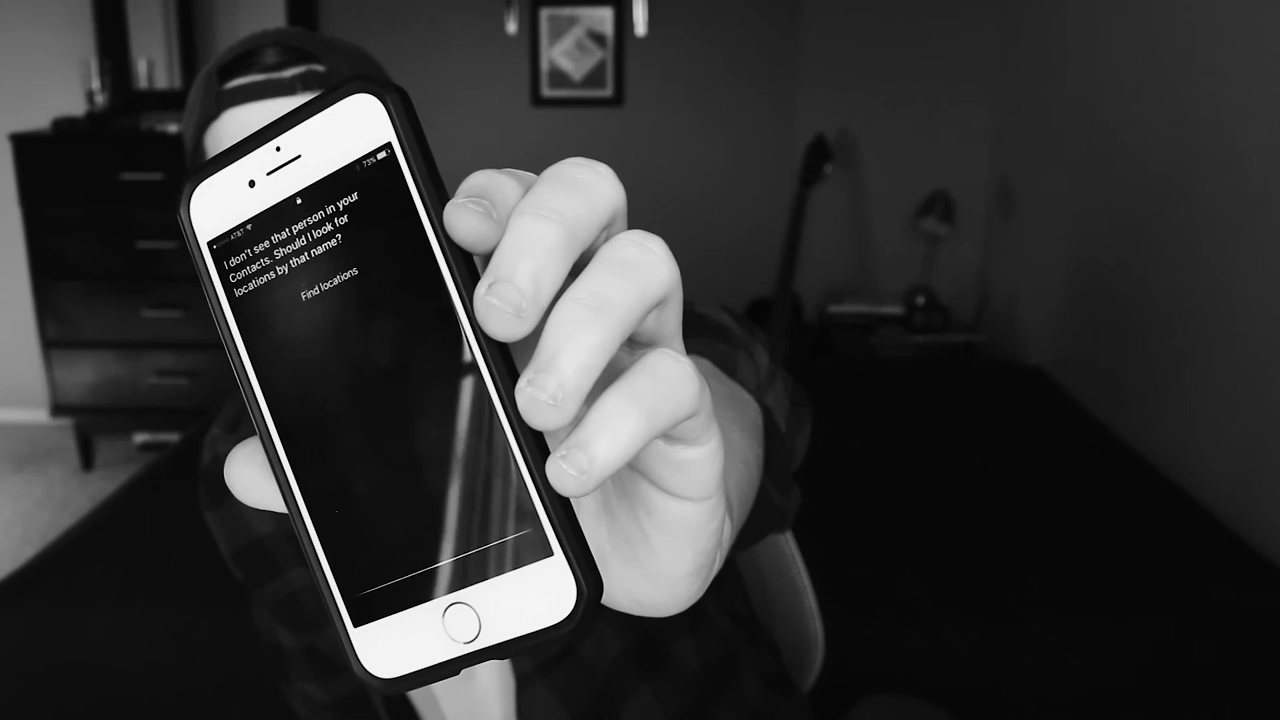 AT&T
73%
I don't see that person in your
Contacts. Should I look for
locations by that name?
Find locations